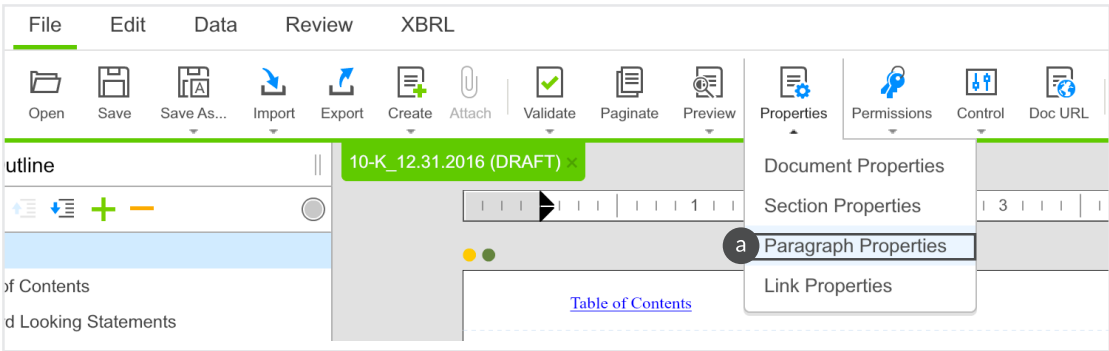 File Edit Data Review XBRL
Open Save Save As... Import Export Create Attach Validate Paginate Preview Properties Permissions Control Doc URL
utline
10-K_12.31.2016 (DRAFT) ×
Document Properties
Section Properties
1 3
a Paragraph Properties
of Contents
Link Properties
Table of Contents
d Looking Statements